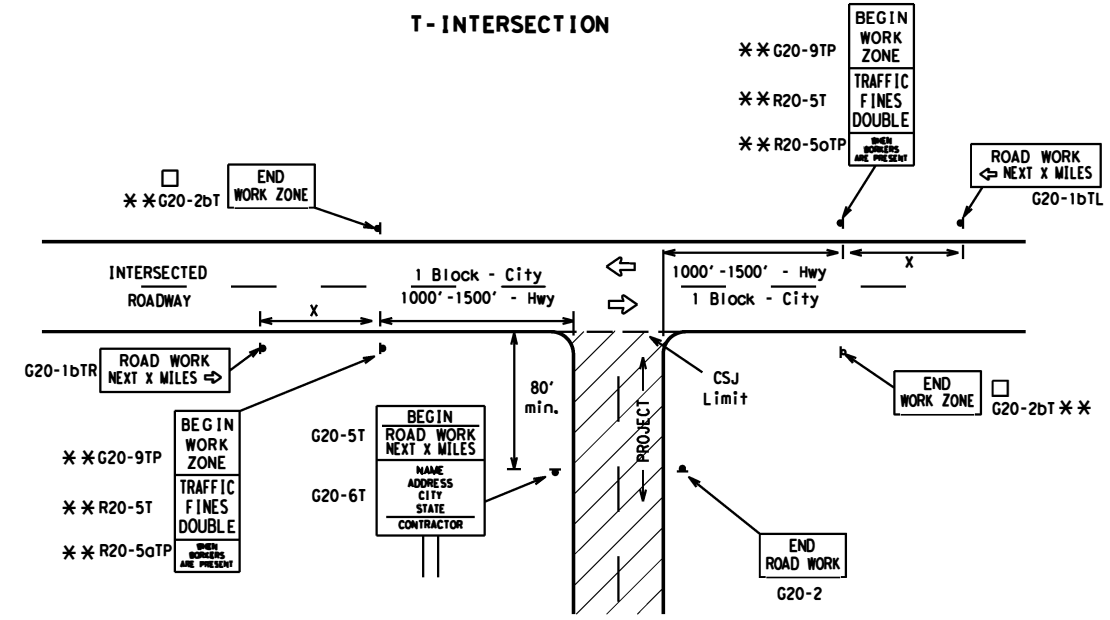 T-INTERSECTION
BEGIN
WORK
ZONE
TRAFFIC
FINES
DOUBLE
WHEN
WORKERS
ARE PRESENT
**G20-9TP
**R20-5T
**R20-5aTP
ROAD WORK
⇦ NEXT X MILES
G20-1bTL
□
**G20-2bT
END
WORK ZONE
INTERSECTED
ROADWAY
X
1 Block - City
1000' -1500' - Hwy
⇦
⇨
1000' -1500' - Hwy
1 Block - City
X
G20-1bTR
ROAD WORK
NEXT X MILES ⇨
80'
min.
PROJECT
CSJ
Limit
END
WORK ZONE
□
G20-2bT **
**G20-9TP
**R20-5T
**R20-5aTP
BEGIN
WORK
ZONE
TRAFFIC
FINES
DOUBLE
WHEN
WORKERS
ARE PRESENT
G20-5T
G20-6T
BEGIN
ROAD WORK
NEXT X MILES
NAME
ADDRESS
CITY
STATE
CONTRACTOR
END
ROAD WORK
G20-2